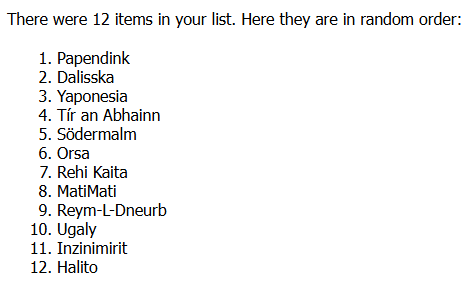 There were 12 items in your list. Here they are in random order:
1. Papendink
2. Dalisska
3. Yaponesia
4. Tír an Abhainn
5. Södermalm
6. Orsa
7. Rehi Kaita
8. MatiMati
9. Reym-L-Dneurb
10. Ugaly
11. Inzinimirit
12. Halito